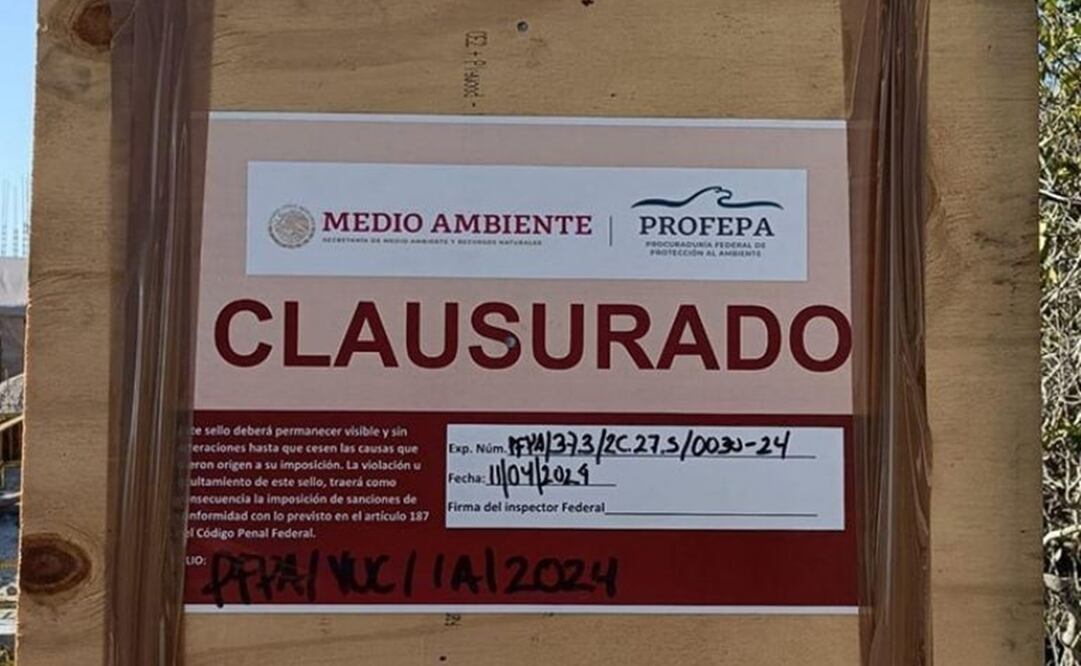 MEDIO AMBIENTE
SECRETARÍA DE MEDIO AMBIENTE Y RECURSOS NATURALES
PROFEPA
PROCURADURÍA FEDERAL DE
PROTECCIÓN AL AMBIENTE
CLAUSURADO
te sello deberá permanecer visible y sin
teraciones hasta que cesen las causas que
eron origen a su imposición. La violación u
ultamiento de este sello, traerá como
nsecuencia la imposición de sanciones de
nformidad con lo previsto en el artículo 187
el Código Penal Federal.
Exp. Núm. PFPA/37.3/2C.27.5/0030-24
Fecha: 11/04/2024
Firma del inspector Federal
LIO:
PFPA/YUC/1A/2024